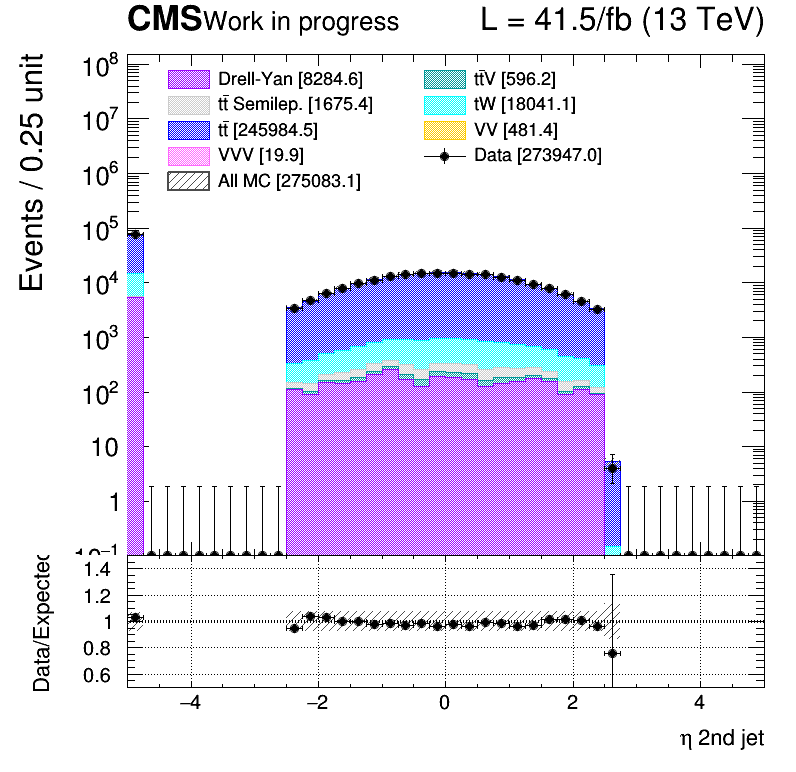 CMS Work in progress L = 41.5/fb (13 TeV)
Events / 0.25 unit
10⁸
10⁷
10⁶
10⁵
10⁴
10³
10²
10
1
10⁻¹
Drell-Yan [8284.6]
tt̄ Semilep. [1675.4]
tt̄ [245984.5]
VVV [19.9]
All MC [275083.1]
tt̄V [596.2]
tW [18041.1]
VV [481.4]
Data [273947.0]
Data/Expected
1.4
1.2
1
0.8
0.6
−4 −2 0 2 4
η 2nd jet